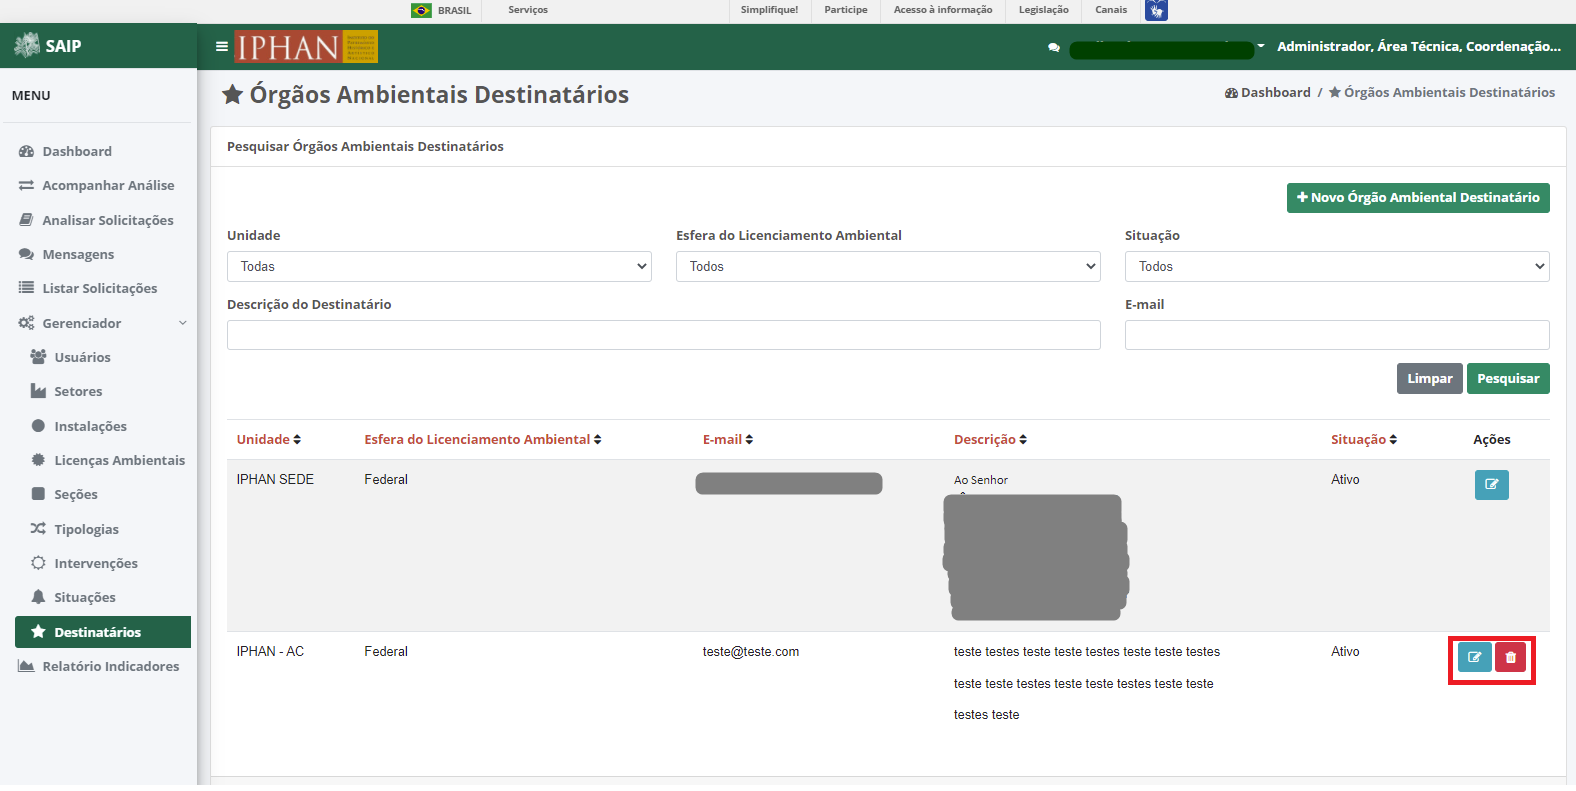 BRASIL Serviços Simplifique! Participe Acesso à informação Legislação Canais
SAIP
IPHAN
Administrador, Área Técnica, Coordenação...
MENU
Dashboard
Acompanhar Análise
Analisar Solicitações
Mensagens
Listar Solicitações
Gerenciador
Usuários
Setores
Instalações
Licenças Ambientais
Seções
Tipologias
Intervenções
Situações
Destinatários
Relatório Indicadores
Órgãos Ambientais Destinatários
Dashboard / Órgãos Ambientais Destinatários
Pesquisar Órgãos Ambientais Destinatários
+ Novo Órgão Ambiental Destinatário
Unidade Esfera do Licenciamento Ambiental Situação
Todas Todos Todos
Descrição do Destinatário E-mail
Limpar Pesquisar
Unidade Esfera do Licenciamento Ambiental E-mail Descrição Situação Ações
IPHAN SEDE Federal Ao Senhor Ativo
IPHAN - AC Federal teste@teste.com teste testes teste teste testes teste teste testes Ativo
teste teste testes teste teste testes teste teste
testes teste